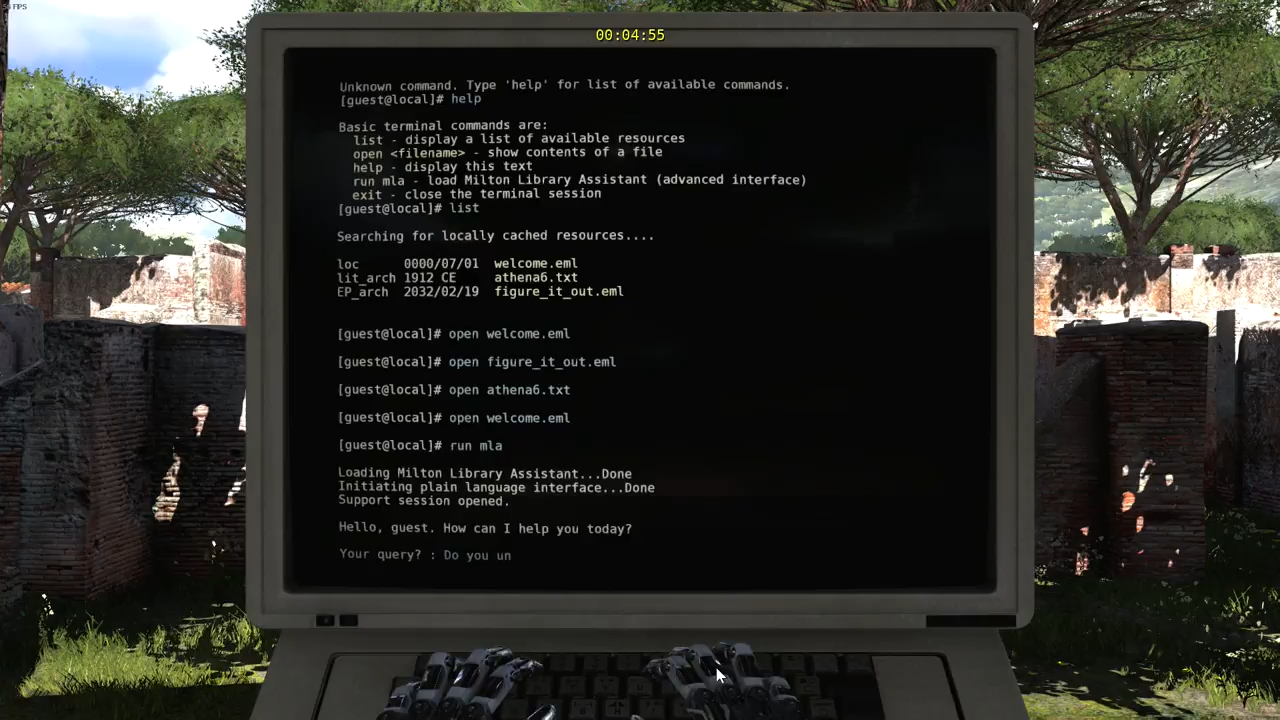 56 FPS
00:04:55
Unknown command. Type 'help' for list of available commands.
[guest@local]# help
Basic terminal commands are:
list - display a list of available resources
open <filename> - show contents of a file
help - display this text
run mla - load Milton Library Assistant (advanced interface)
exit - close the terminal session
[guest@local]# list
Searching for locally cached resources....
loc 0000/07/01 welcome.eml
lit_arch 1912 CE athena6.txt
EP_arch 2032/02/19 figure_it_out.eml
[guest@local]# open welcome.eml
[guest@local]# open figure_it_out.eml
[guest@local]# open athena6.txt
[guest@local]# open welcome.eml
[guest@local]# run mla
Loading Milton Library Assistant...Done
Initiating plain language interface...Done
Support session opened.
Hello, guest. How can I help you today?
Your query? : Do you un